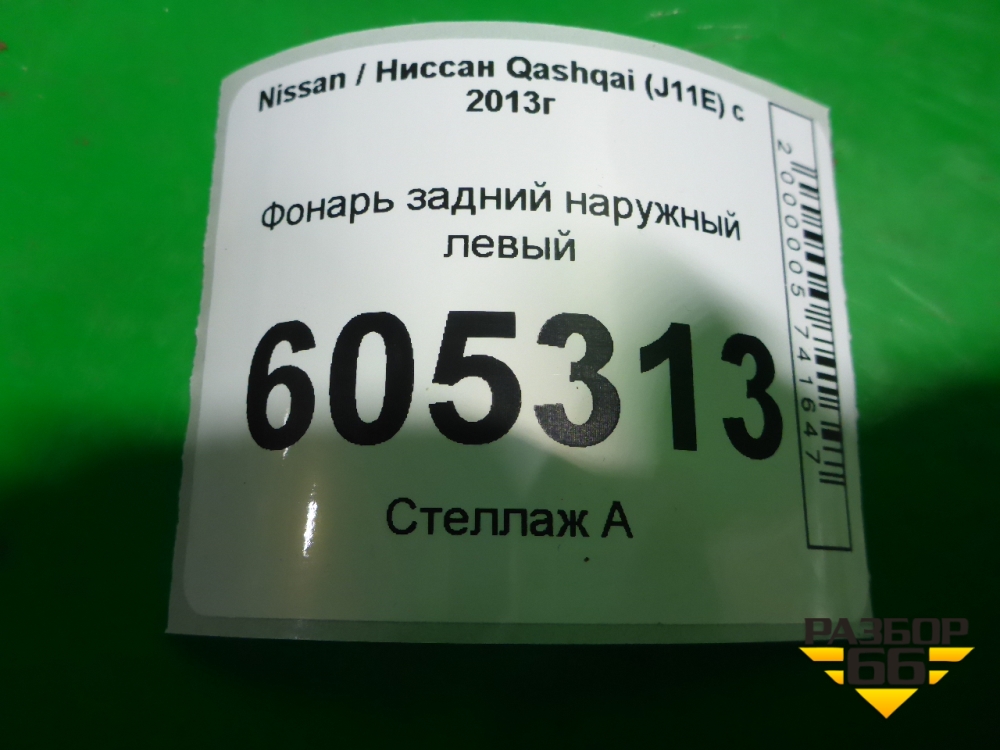 Nissan / Ниссан Qashqai (J11E) с
2013г
Фонарь задний наружный
левый
605313
Стеллаж А
2000005741647
РАЗБОР
66